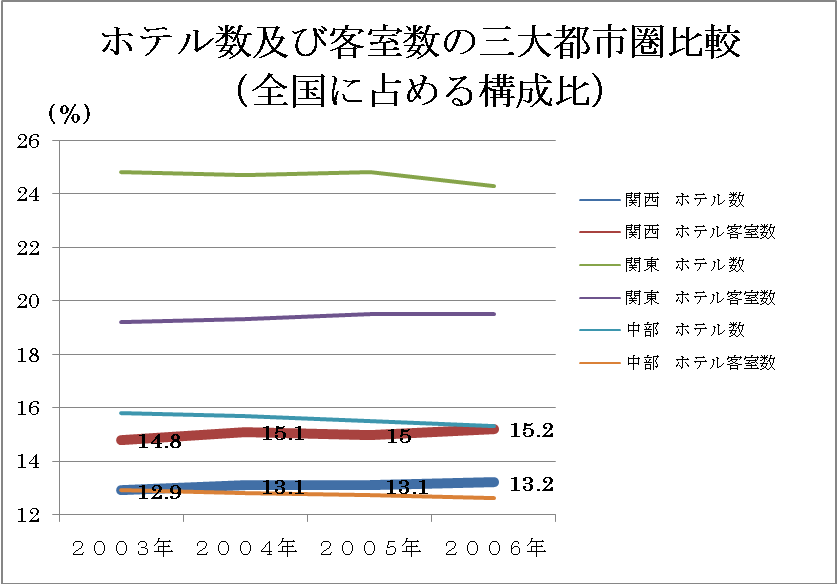 ホテル数及び客室数の三大都市圏比較
（全国に占める構成比）
（%）
26
24
22
20
18
16
14
12
14.8
15.1
15
15.2
12.9
13.1
13.1
13.2
２００３年
２００４年
２００５年
２００６年
関西　ホテル数
関西　ホテル客室数
関東　ホテル数
関東　ホテル客室数
中部　ホテル数
中部　ホテル客室数